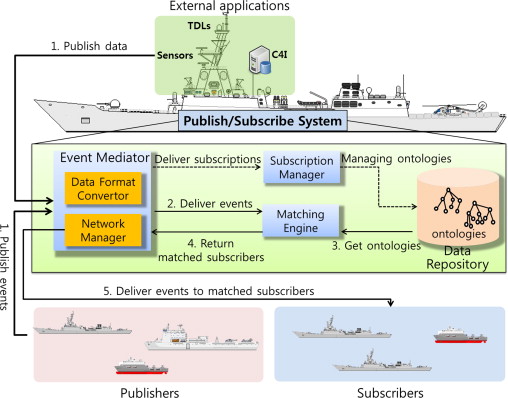 External applications
TDLs
Sensors
C4I
1. Publish data
Publish/Subscribe System
Event Mediator
Data Format
Convertor
Network
Manager
Deliver subscriptions
Subscription
Manager
Managing ontologies
2. Deliver events
Matching
Engine
4. Return
matched subscribers
3. Get ontologies
ontologies
Data
Repository
1. Publish events
5. Deliver events to matched subscribers
Publishers
Subscribers